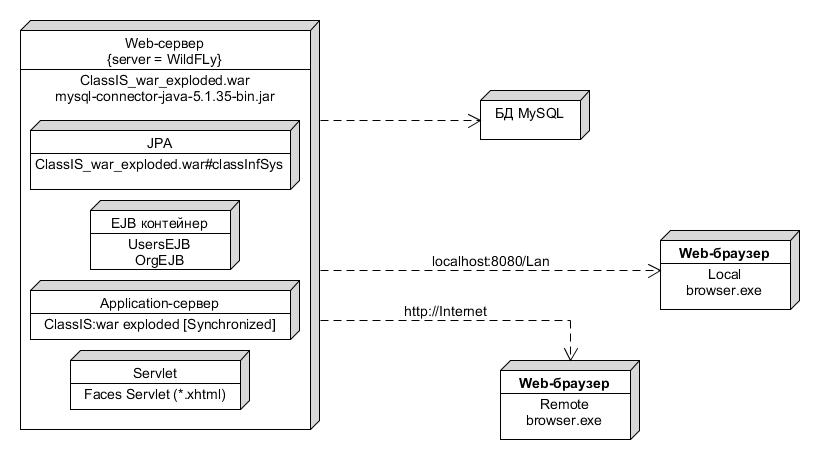 Web-сервер
{server = WildFLy}
ClassIS_war_exploded.war
mysql-connector-java-5.1.35-bin.jar
JPA
ClassIS_war_exploded.war#classInfSys
EJB контейнер
UsersEJB
OrgEJB
Application-сервер
ClassIS:war exploded [Synchronized]
Servlet
Faces Servlet (*.xhtml)
БД MySQL
localhost:8080/Lan
Web-браузер
Local
browser.exe
http://Internet
Web-браузер
Remote
browser.exe